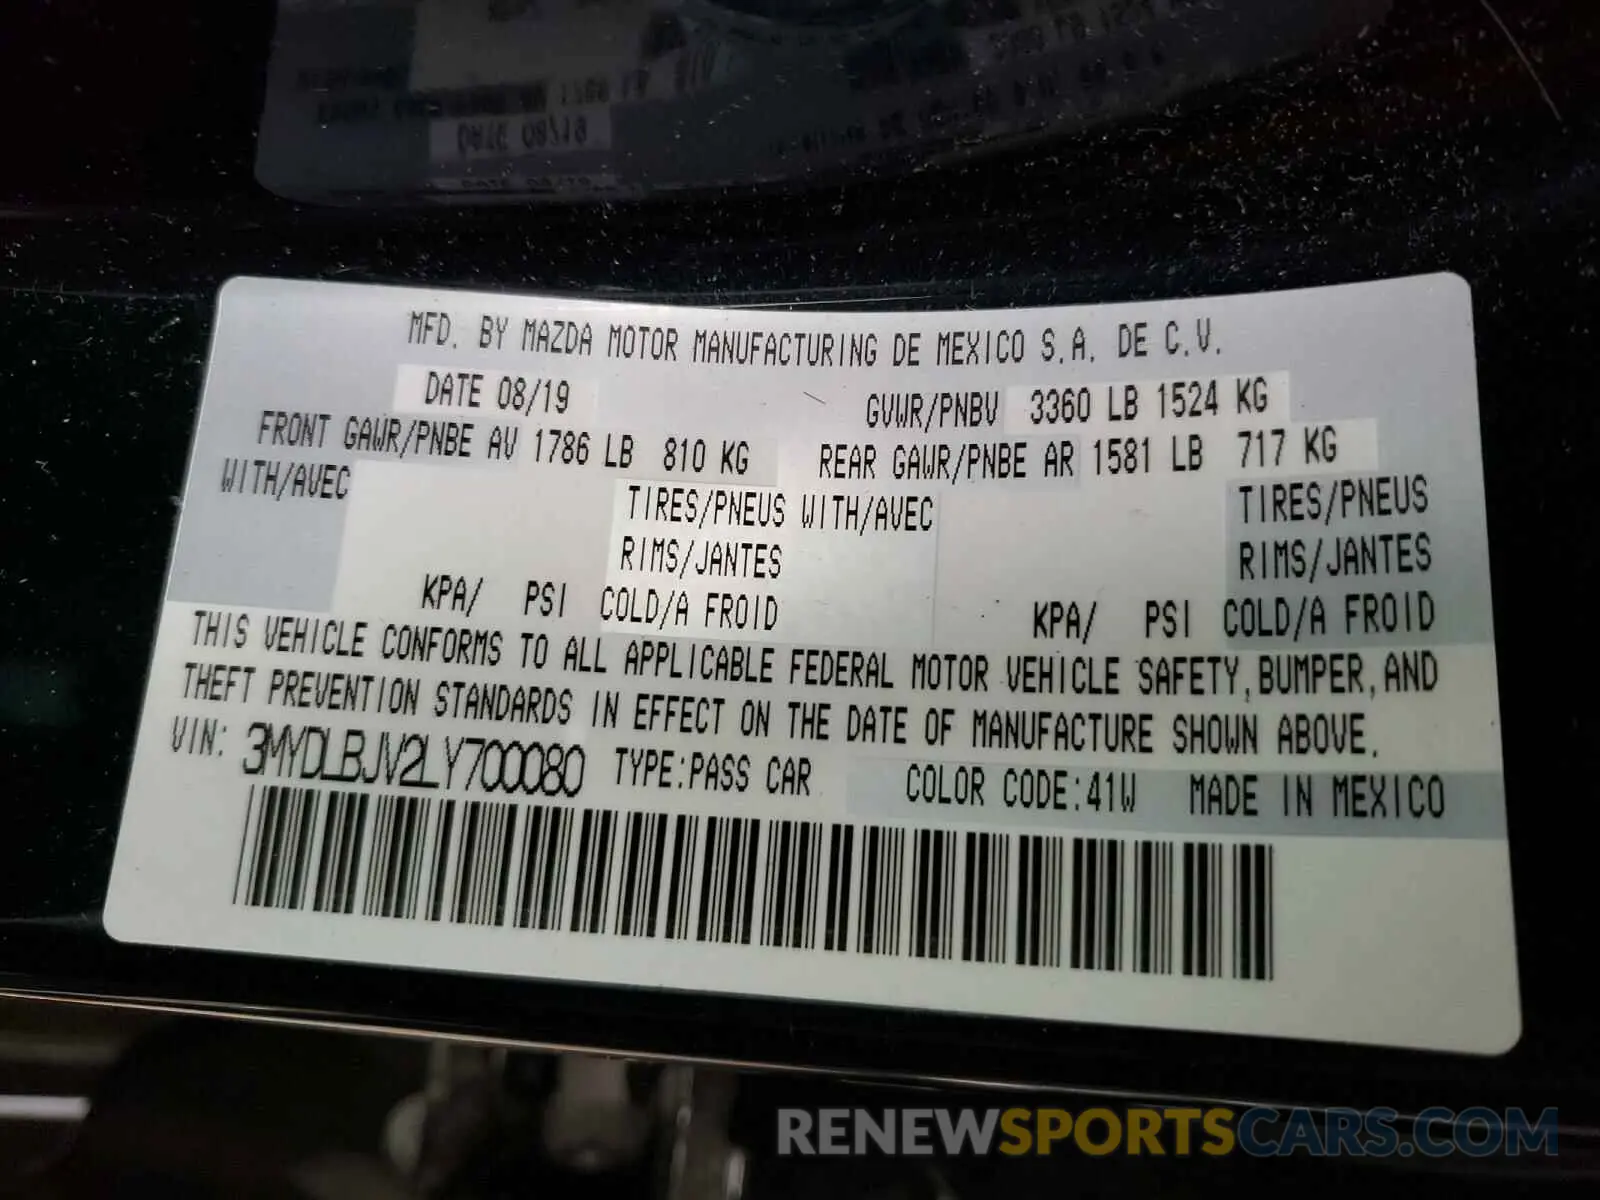 DATE 08/19
MFD. BY MAZDA MOTOR MANUFACTURING DE MEXICO S.A. DE C.V.
DATE 08/19 GVWR/PNBV 3360 LB 1524 KG
FRONT GAWR/PNBE AV 1786 LB 810 KG REAR GAWR/PNBE AR 1581 LB 717 KG
WITH/AVEC TIRES/PNEUS WITH/AVEC TIRES/PNEUS
RIMS/JANTES RIMS/JANTES
KPA/ PSI COLD/A FROID KPA/ PSI COLD/A FROID
THIS VEHICLE CONFORMS TO ALL APPLICABLE FEDERAL MOTOR VEHICLE SAFETY, BUMPER, AND
THEFT PREVENTION STANDARDS IN EFFECT ON THE DATE OF MANUFACTURE SHOWN ABOVE.
VIN: 3MYDLBJV2LY700080 TYPE:PASS CAR COLOR CODE:41W MADE IN MEXICO
RENEWSPORTSCARS.COM